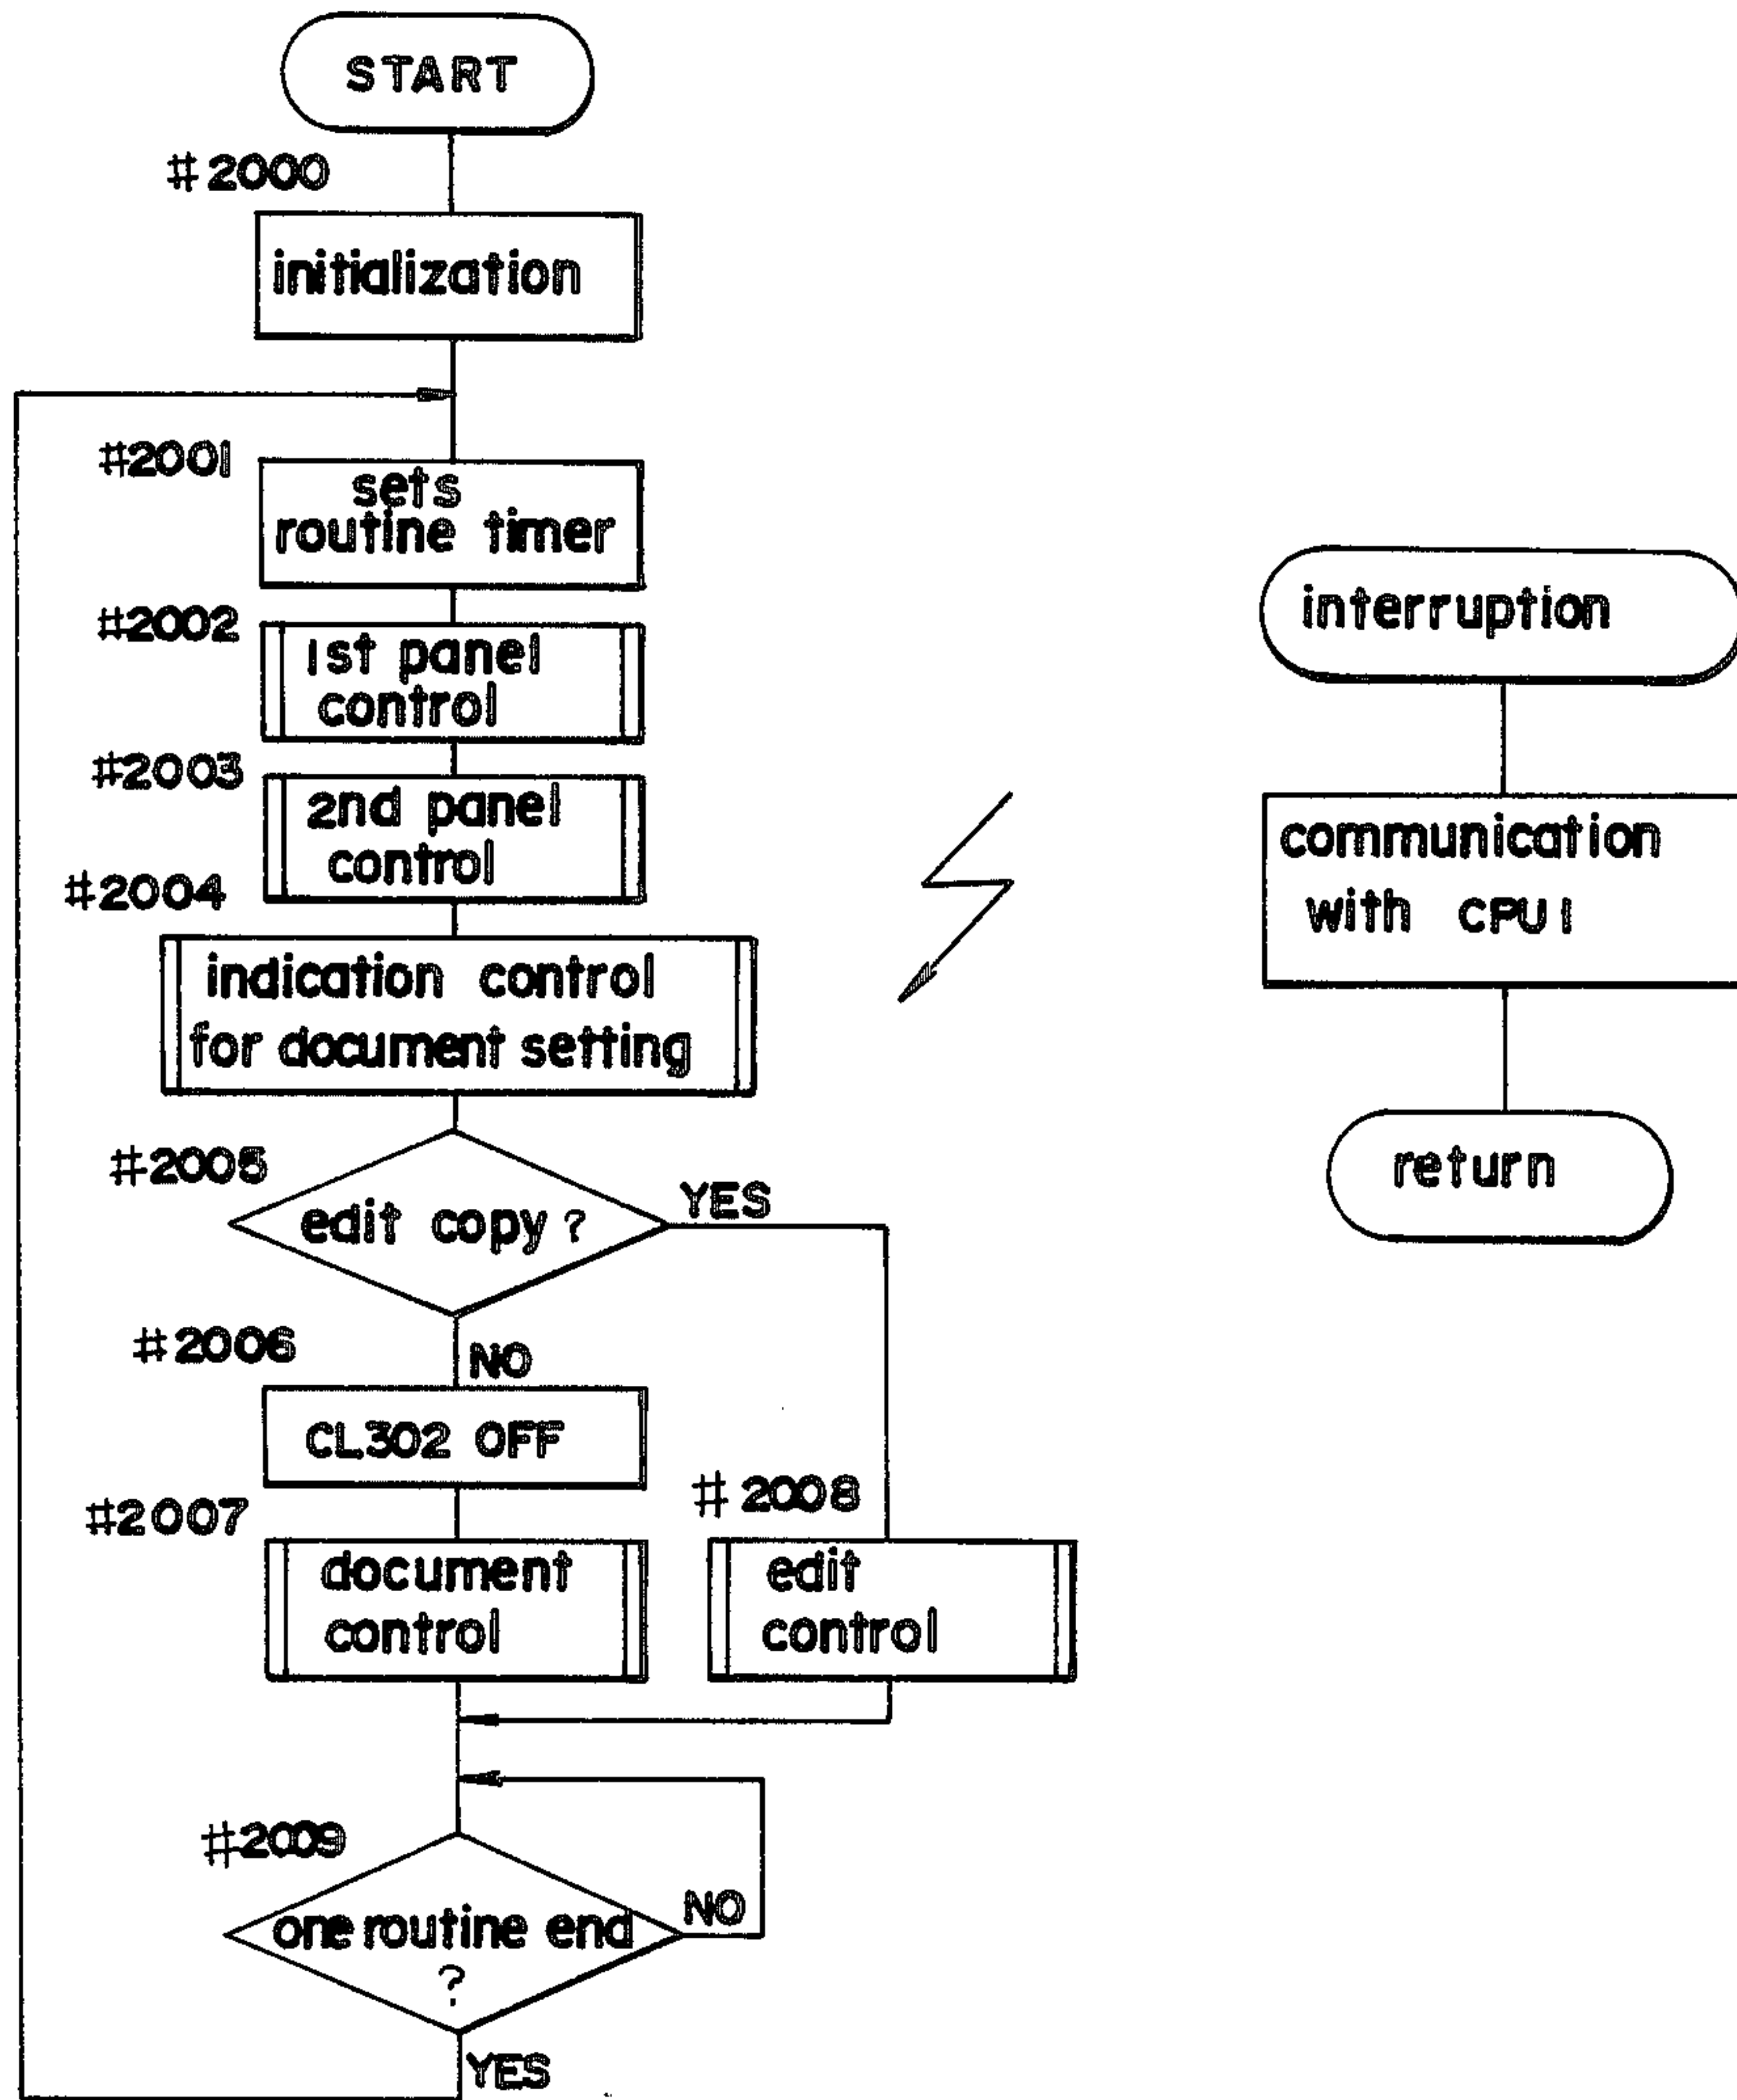 START
#2000
initialization
#2001
sets
routine timer
#2002
1st panel
control
#2003
2nd panel
control
#2004
indication control
for document setting
#2005
edit copy?
YES
#2006
NO
CL302 OFF
#2007
document
control
#2008
edit
control
#2009
one routine end
?
NO
YES
interruption
communication
with CPU1
return